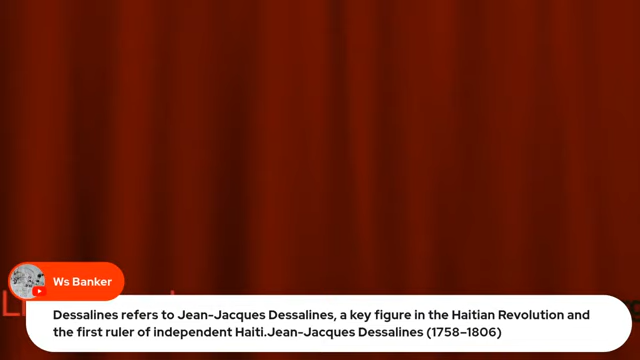 Ws Banker
Dessalines refers to Jean-Jacques Dessalines, a key figure in the Haitian Revolution and
the first ruler of independent Haiti.Jean-Jacques Dessalines (1758–1806)